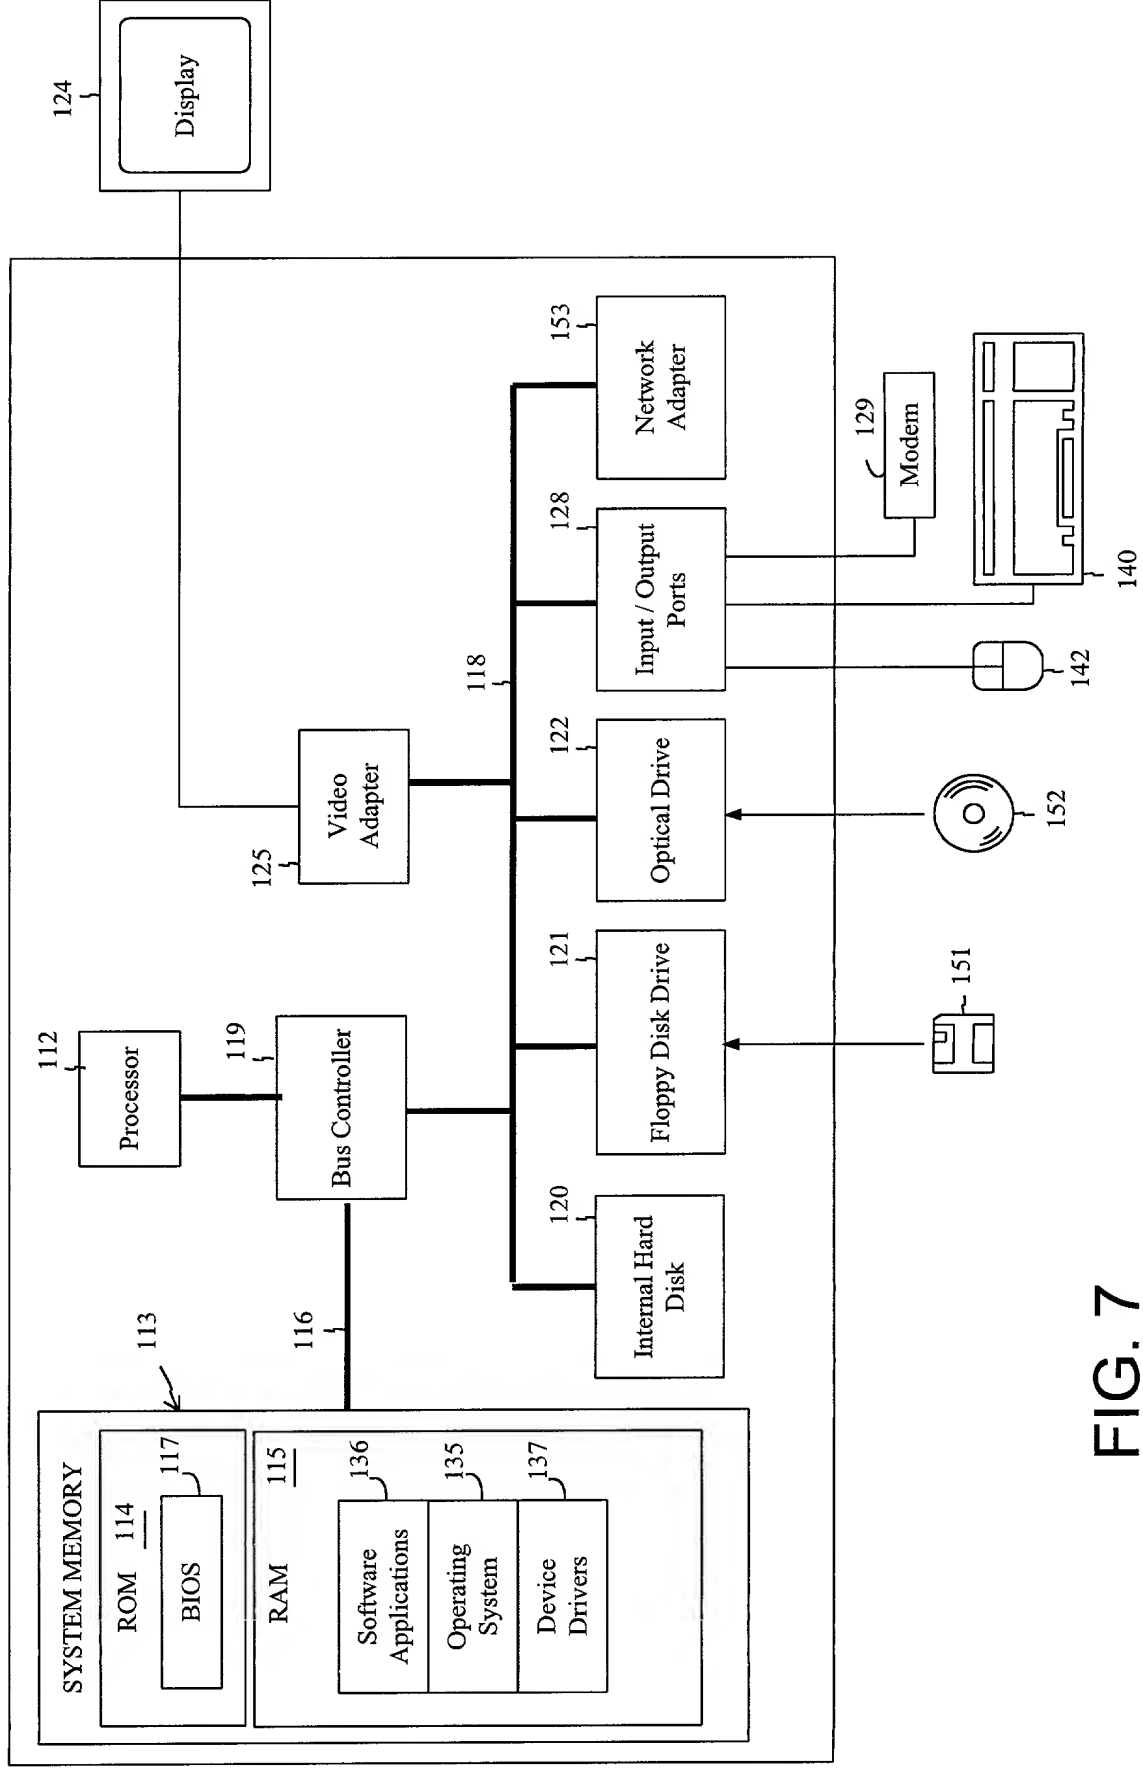 SYSTEM MEMORY
113
ROM 114
117
BIOS
RAM
115
136
Software
Applications
135
Operating
System
137
Device
Drivers
116
112
Processor
119
Bus Controller
125
Video
Adapter
124
Display
118
120
Internal Hard
Disk
121
Floppy Disk Drive
122
Optical Drive
128
Input / Output
Ports
153
Network
Adapter
151
152
142
140
129
Modem
FIG. 7